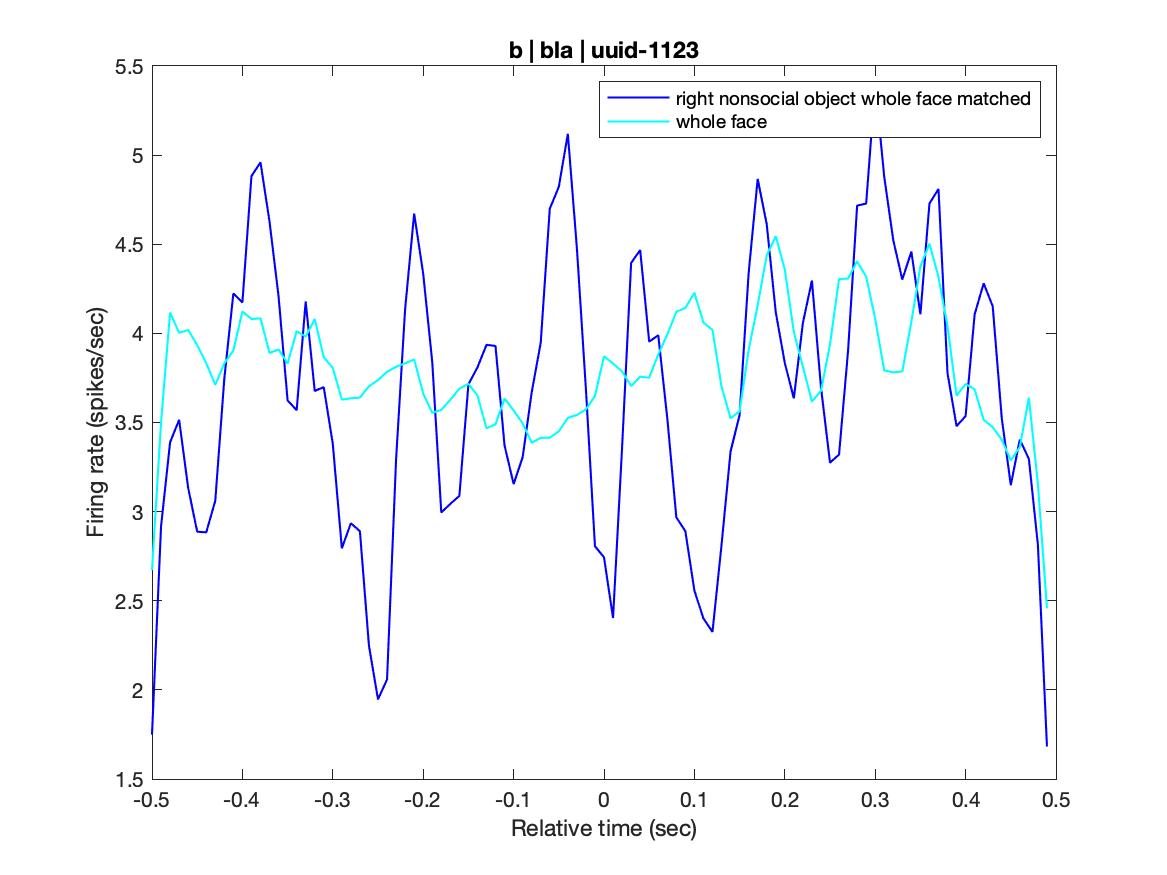 b | bla | uuid-1123
right nonsocial object whole face matched
whole face
5.5
5
4.5
4
3.5
3
2.5
2
1.5
Firing rate (spikes/sec)
-0.5 -0.4 -0.3 -0.2 -0.1 0 0.1 0.2 0.3 0.4 0.5
Relative time (sec)